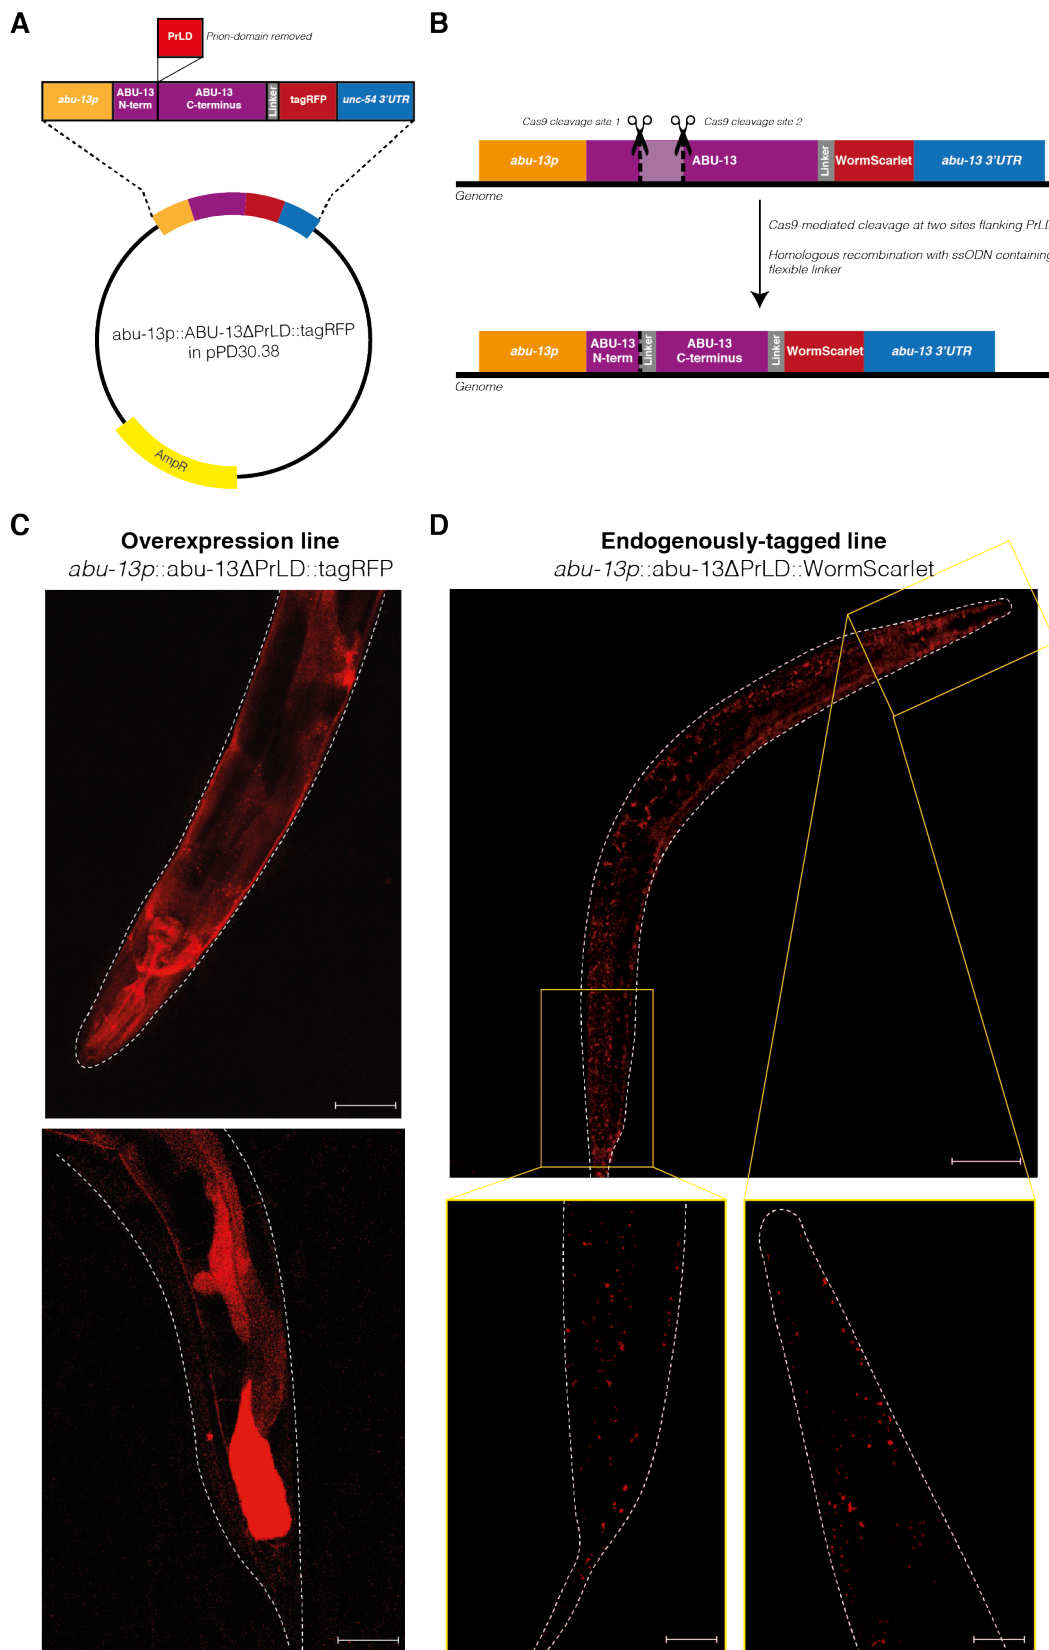 A
PrLD
Prion-domain removed
abu-13p
ABU-13
N-term
ABU-13
C-terminus
Linker
tagRFP
unc-54 3'UTR
abu-13p::ABU-13ΔPrLD::tagRFP
in pPD30.38
AmpR
B
Cas9 cleavage site 1
Cas9 cleavage site 2
abu-13p
ABU-13
Linker
WormScarlet
abu-13 3'UTR
Genome
Cas9-mediated cleavage at two sites flanking PrLD
Homologous recombination with ssODN containing
flexible linker
abu-13p
ABU-13
N-term
Linker
ABU-13
C-terminus
Linker
WormScarlet
abu-13 3'UTR
Genome
C
Overexpression line
abu-13p::abu-13ΔPrLD::tagRFP
D
Endogenously-tagged line
abu-13p::abu-13ΔPrLD::WormScarlet